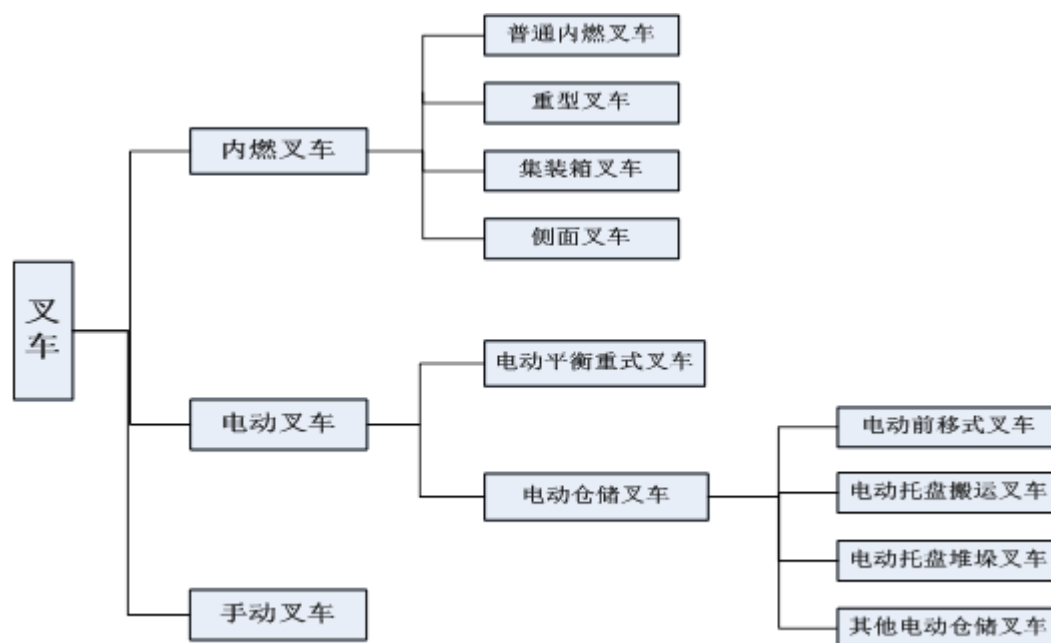 叉车
内燃叉车
普通内燃叉车
重型叉车
集装箱叉车
侧面叉车
电动叉车
电动平衡重式叉车
电动仓储叉车
电动前移式叉车
电动托盘搬运叉车
电动托盘堆垛叉车
其他电动仓储叉车
手动叉车